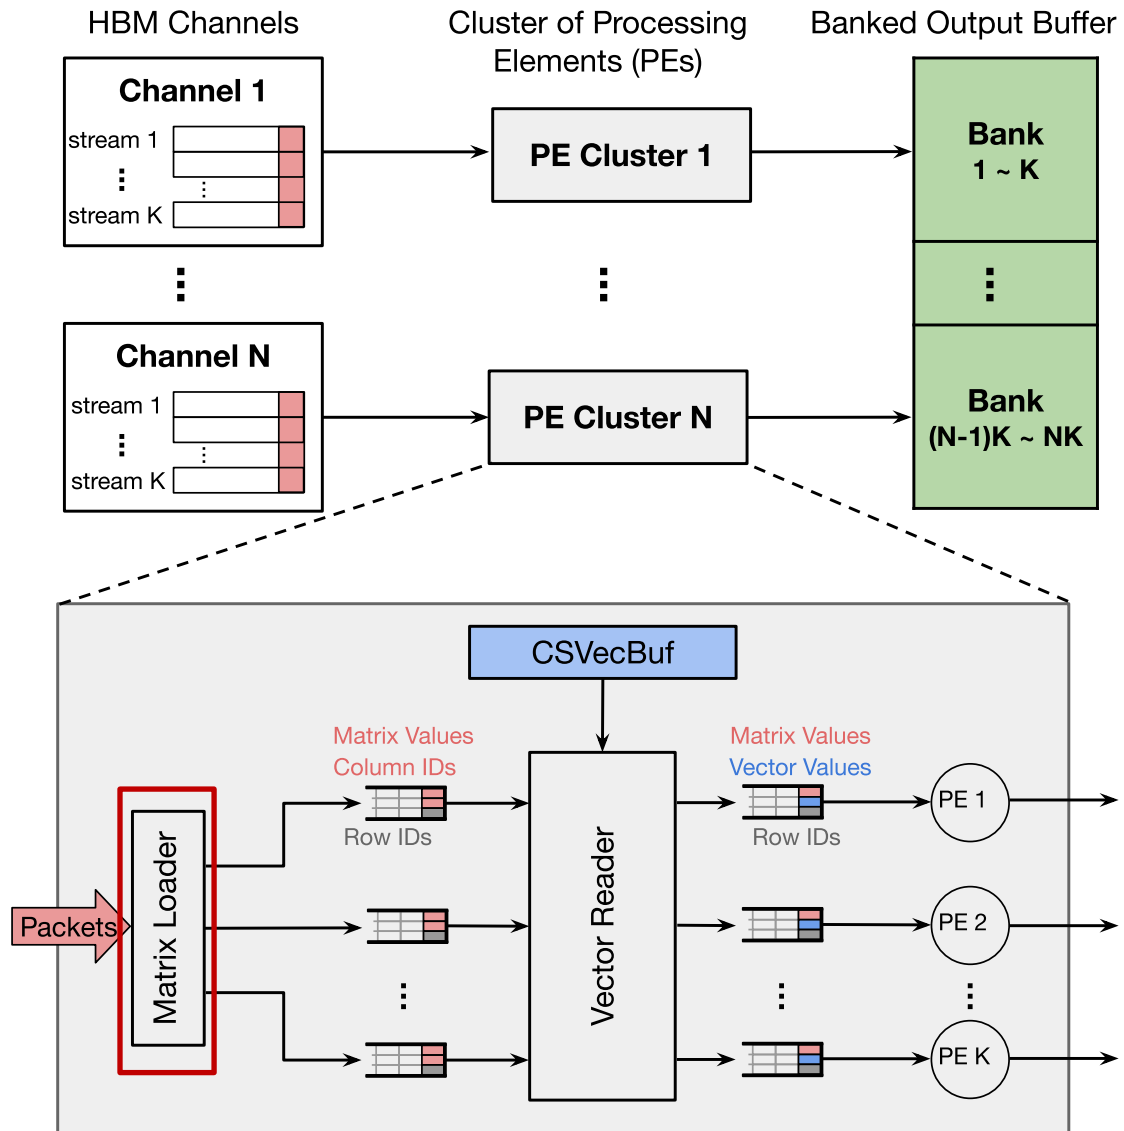 HBM Channels
Cluster of Processing
Elements (PEs)
Banked Output Buffer
Channel 1
stream 1
stream K
PE Cluster 1
Bank
1 ~ K
Channel N
stream 1
stream K
PE Cluster N
Bank
(N-1)K ~ NK
CSVecBuf
Matrix Values
Column IDs
Row IDs
Matrix Values
Vector Values
Row IDs
Packets
Matrix Loader
Vector Reader
PE 1
PE 2
PE K